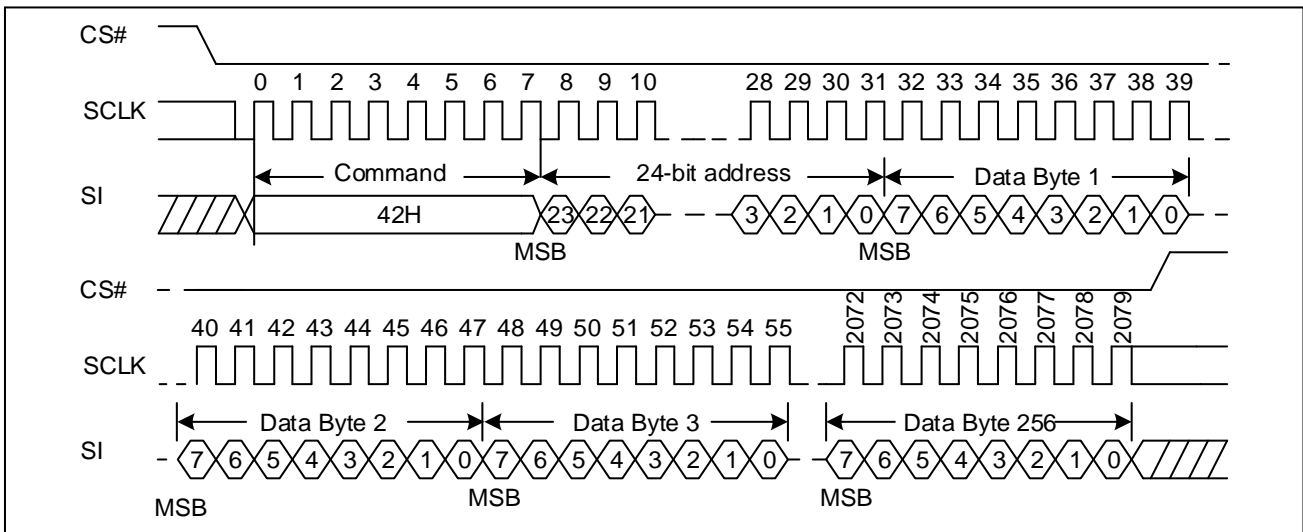 CS#
0 1 2 3 4 5 6 7 8 9 10 28 29 30 31 32 33 34 35 36 37 38 39
SCLK
Command 24-bit address Data Byte 1
SI 42H 23 22 21 3 2 1 0 7 6 5 4 3 2 1 0
MSB MSB
CS#
40 41 42 43 44 45 46 47 48 49 50 51 52 53 54 55 2072 2073 2074 2075 2076 2077 2078 2079
SCLK
Data Byte 2 Data Byte 3 Data Byte 256
SI 7 6 5 4 3 2 1 0 7 6 5 4 3 2 1 0 7 6 5 4 3 2 1 0
MSB MSB MSB